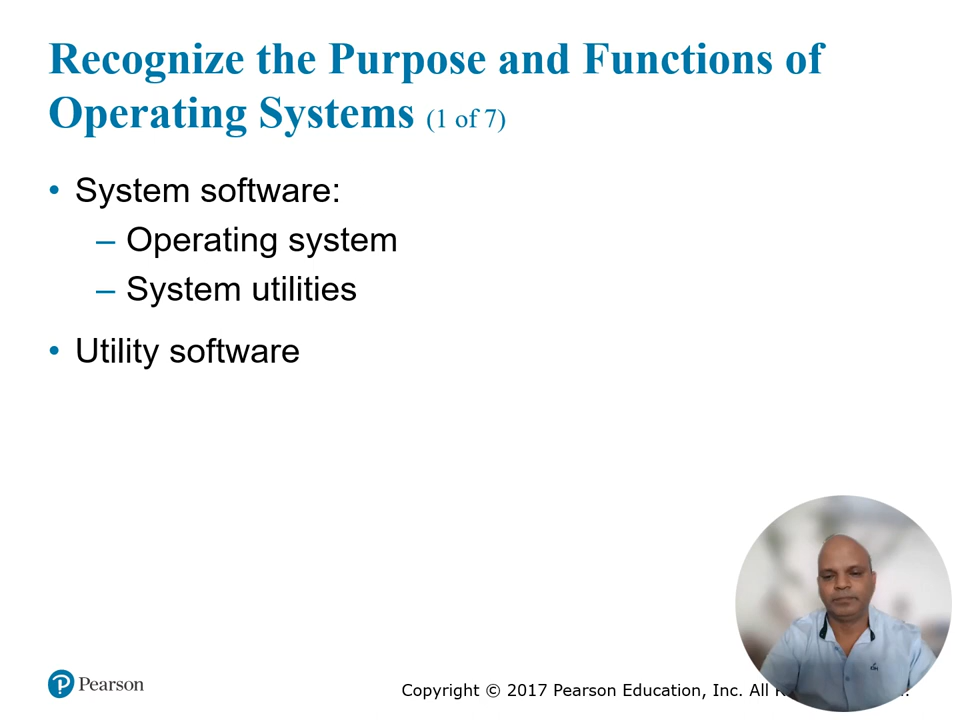 Recognize the Purpose and Functions of
Operating Systems (1 of 7)
• System software:
– Operating system
– System utilities
• Utility software
Pearson
Copyright © 2017 Pearson Education, Inc. All